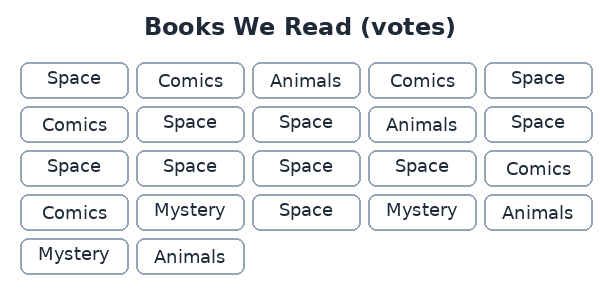 Books We Read (votes)
Space Comics Animals Comics Space
Comics Space Space Animals Space
Space Space Space Space Comics
Comics Mystery Space Mystery Animals
Mystery Animals